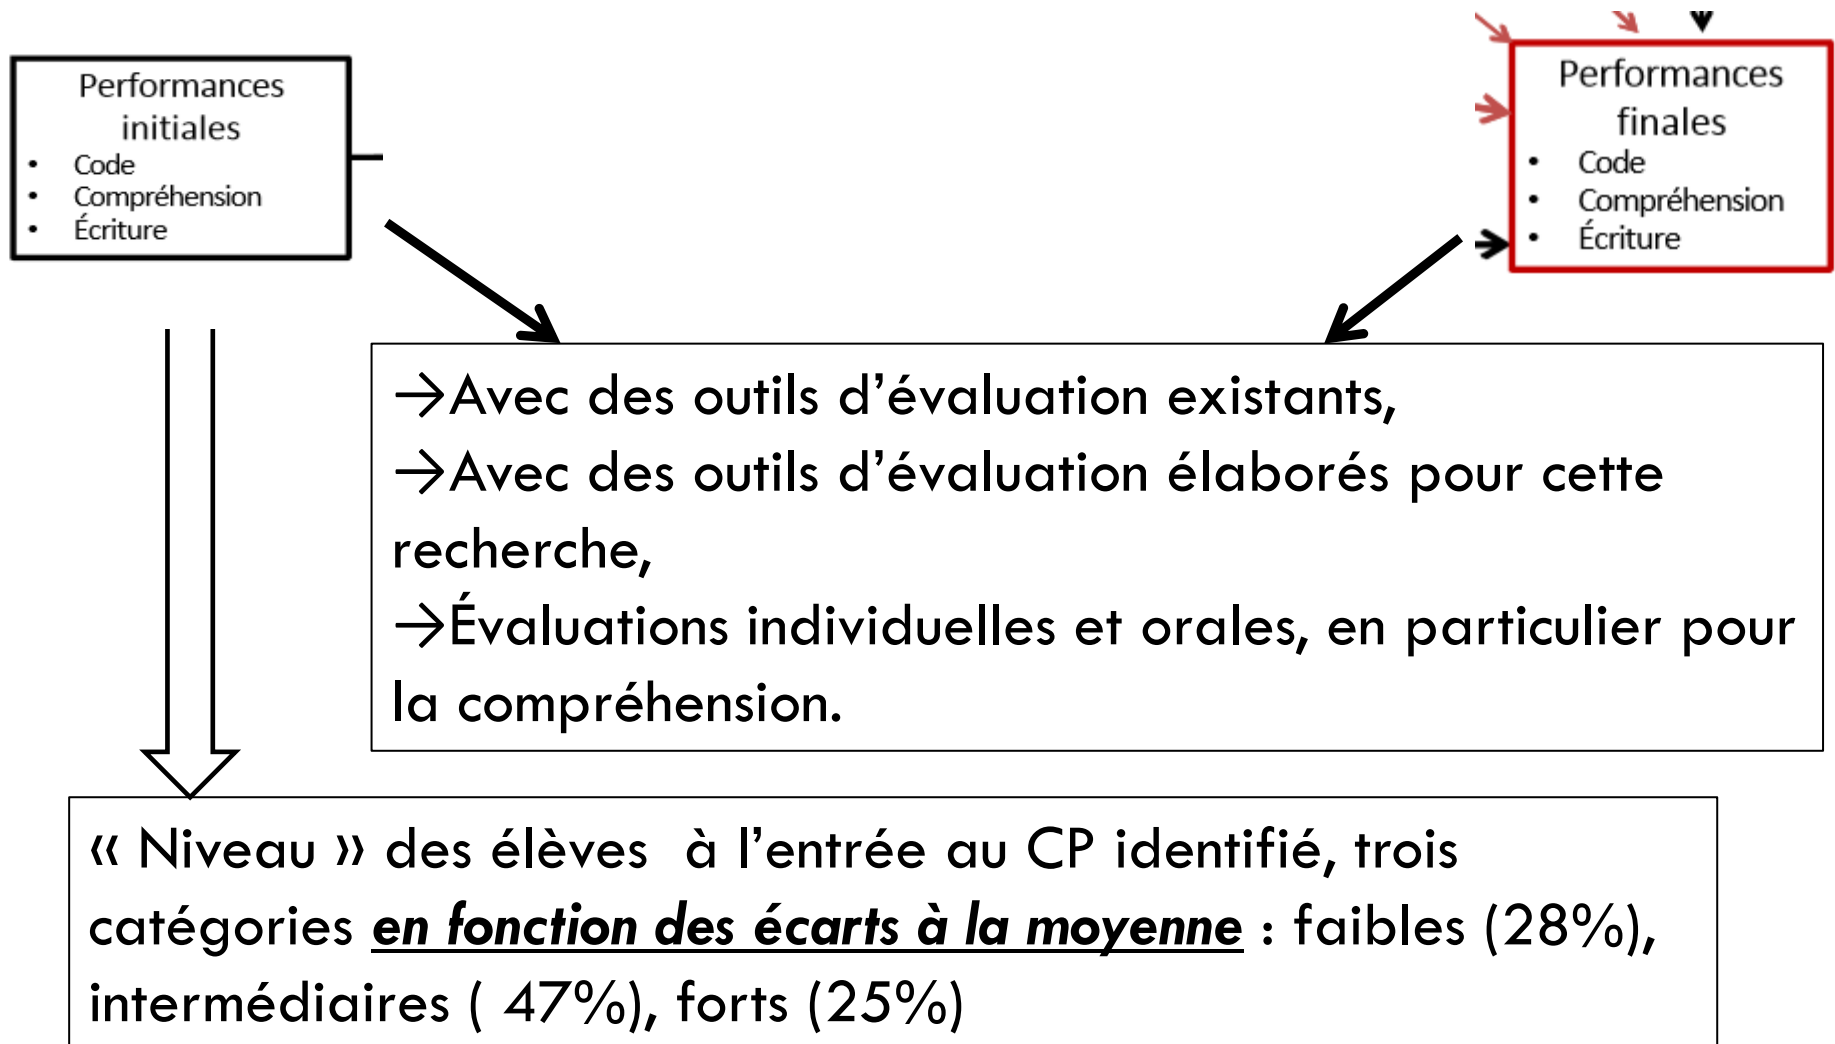 Performances
initiales
• Code
• Compréhension
• Écriture
Performances
finales
• Code
• Compréhension
• Écriture
→Avec des outils d’évaluation existants,
→Avec des outils d’évaluation élaborés pour cette
recherche,
→Évaluations individuelles et orales, en particulier pour
la compréhension.
« Niveau » des élèves à l’entrée au CP identifié, trois
catégories en fonction des écarts à la moyenne : faibles (28%),
intermédiaires ( 47%), forts (25%)